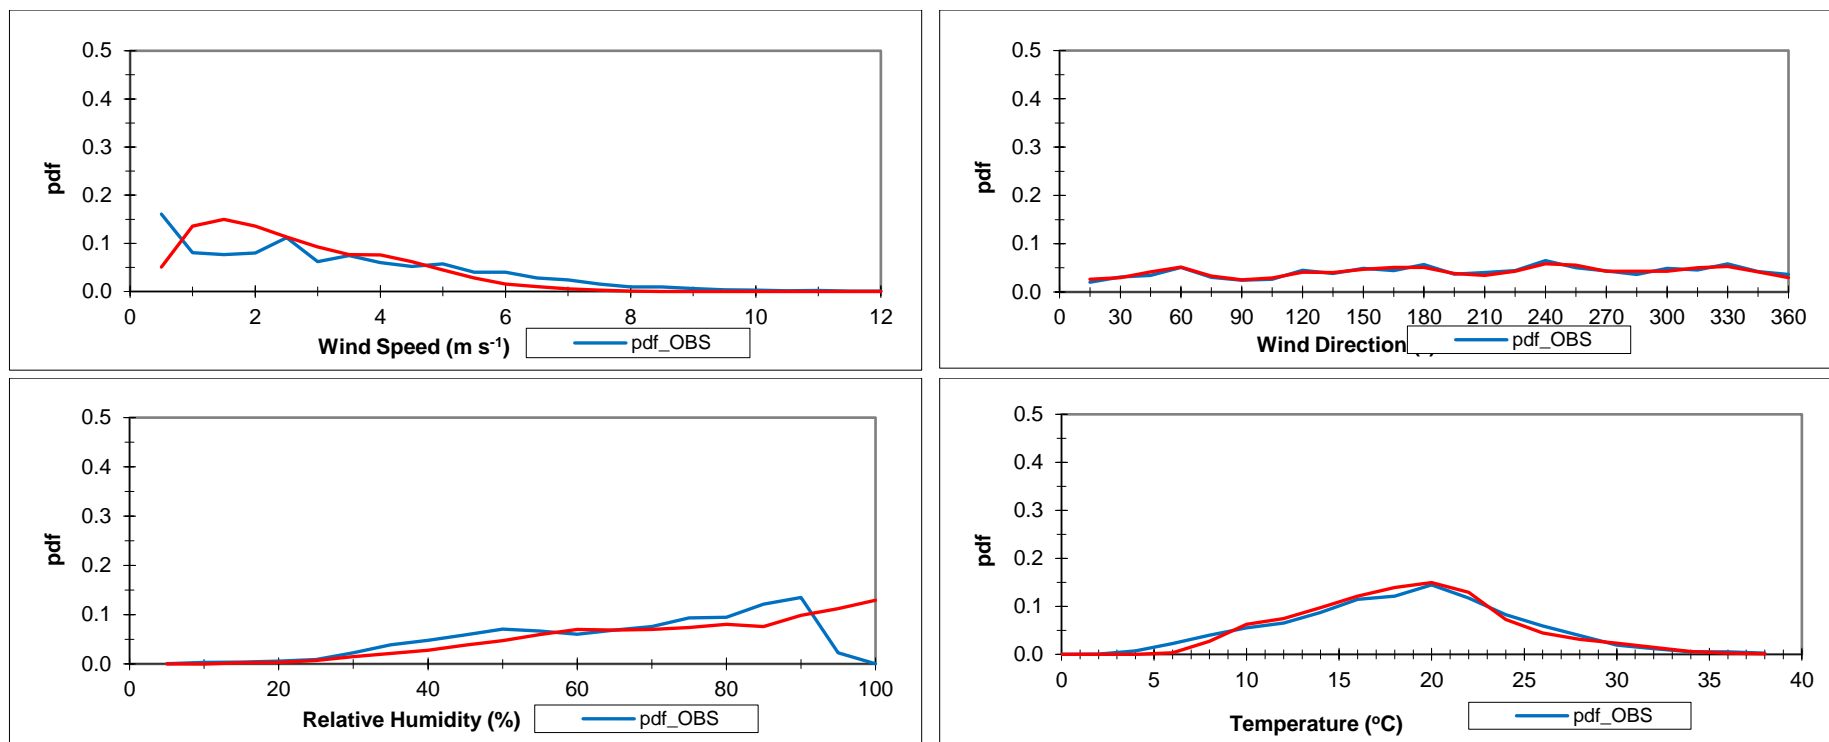 0.5
0.4
0.3
0.2
0.1
0.0
pdf
0 2 4 6 8 10 12
Wind Speed (m s-1)
pdf_OBS
0.5
0.4
0.3
0.2
0.1
0.0
pdf
0 30 60 90 120 150 180 210 240 270 300 330 360
Wind Direction
pdf_OBS
0.5
0.4
0.3
0.2
0.1
0.0
pdf
0 20 40 60 80 100
Relative Humidity (%)
pdf_OBS
0.5
0.4
0.3
0.2
0.1
0.0
pdf
0 5 10 15 20 25 30 35 40
Temperature (oC)
pdf_OBS